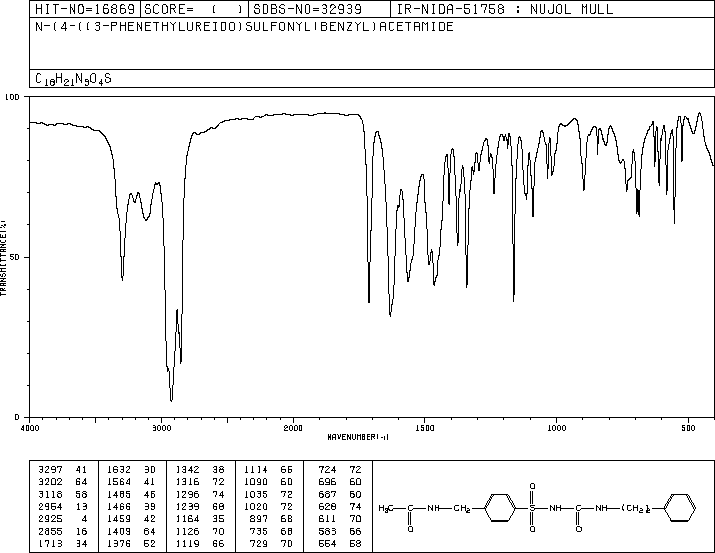 HIT-NO=16869 SCORE= ( ) SDBS-NO=32939 IR-NIDA-51758 : NUJOL MULL
N-(4-((3-PHENETHYLUREIDO)SULFONYL)BENZYL)ACETAMIDE
C18H21N3O4S
100
TRANSMITTANCE(%)
50
0
4000 3000 2000 1500 1000 500
WAVENUMBER(-1)
3297 41 1632 30 1342 38 1114 66 724 72
3202 64 1564 41 1316 72 1090 60 696 60
3118 58 1485 46 1296 74 1035 72 687 60
2954 13 1466 39 1239 68 1020 72 628 74
2925 4 1459 42 1164 35 897 68 611 70
2855 16 1409 64 1126 70 735 68 583 66
1713 34 1376 52 1119 66 729 70 554 58
H3C-C-NH-CH2 S-NH-C-NH-(CH2)2
O O O O